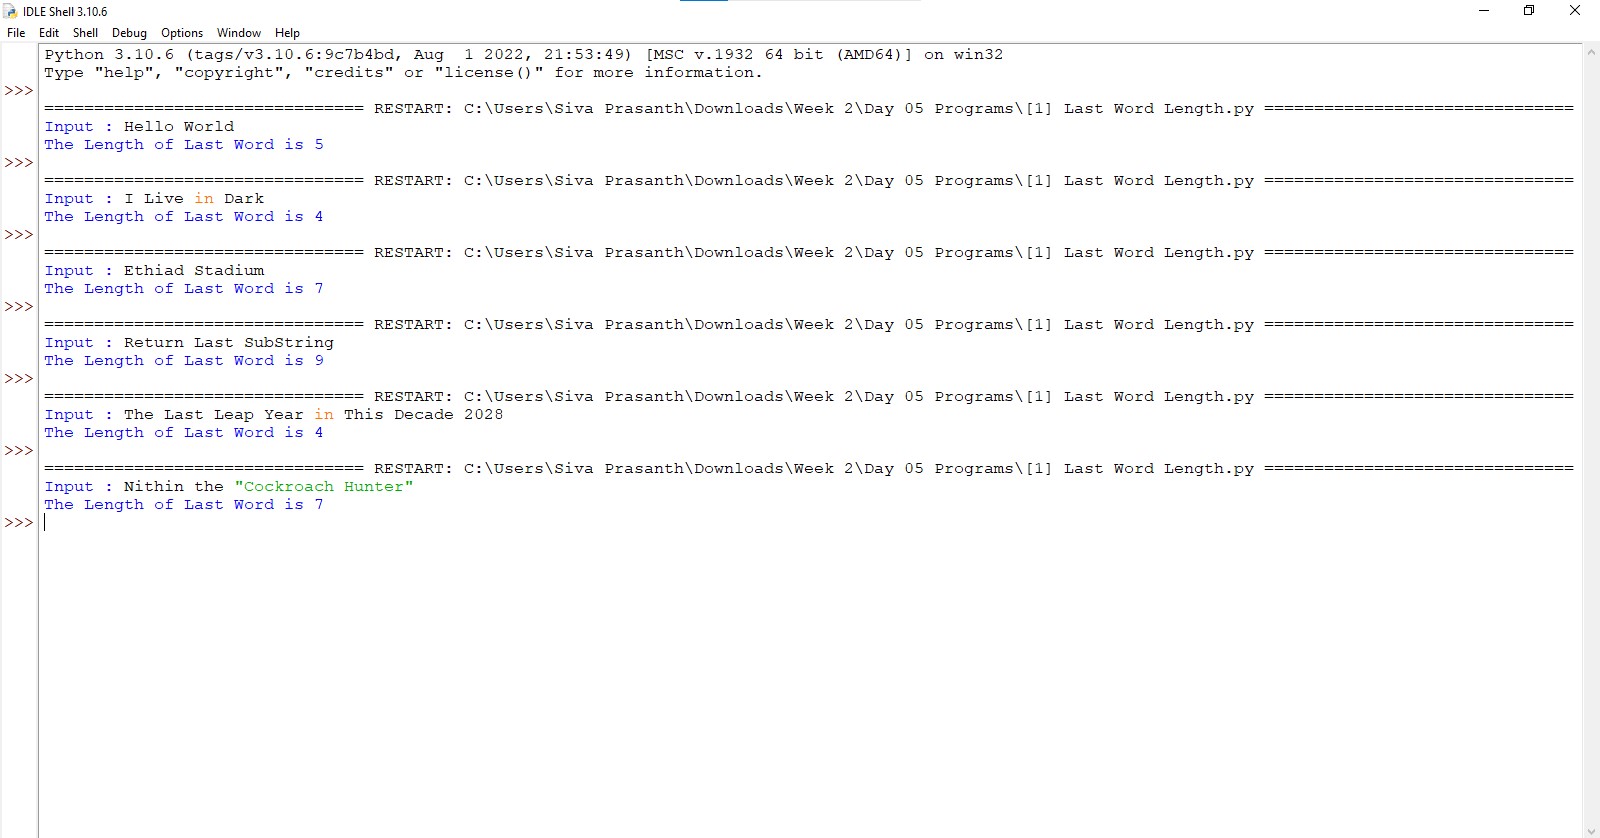 IDLE Shell 3.10.6
File Edit Shell Debug Options Window Help
Python 3.10.6 (tags/v3.10.6:9c7b4bd, Aug  1 2022, 21:53:49) [MSC v.1932 64 bit (AMD64)] on win32
Type "help", "copyright", "credits" or "license()" for more information.
>>>
================================ RESTART: C:\Users\Siva Prasanth\Downloads\Week 2\Day 05 Programs\[1] Last Word Length.py ===============================
Input : Hello World
The Length of Last Word is 5
>>>
================================ RESTART: C:\Users\Siva Prasanth\Downloads\Week 2\Day 05 Programs\[1] Last Word Length.py ===============================
Input : I Live in Dark
The Length of Last Word is 4
>>>
================================ RESTART: C:\Users\Siva Prasanth\Downloads\Week 2\Day 05 Programs\[1] Last Word Length.py ===============================
Input : Ethiad Stadium
The Length of Last Word is 7
>>>
================================ RESTART: C:\Users\Siva Prasanth\Downloads\Week 2\Day 05 Programs\[1] Last Word Length.py ===============================
Input : Return Last SubString
The Length of Last Word is 9
>>>
================================ RESTART: C:\Users\Siva Prasanth\Downloads\Week 2\Day 05 Programs\[1] Last Word Length.py ===============================
Input : The Last Leap Year in This Decade 2028
The Length of Last Word is 4
>>>
================================ RESTART: C:\Users\Siva Prasanth\Downloads\Week 2\Day 05 Programs\[1] Last Word Length.py ===============================
Input : Nithin the "Cockroach Hunter"
The Length of Last Word is 7
>>>